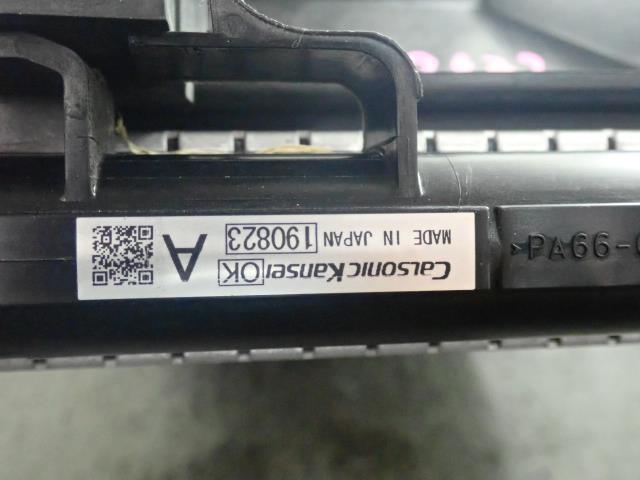 CALSONIC Kansei OK
MADE IN JAPAN 190823
A
>PA66-